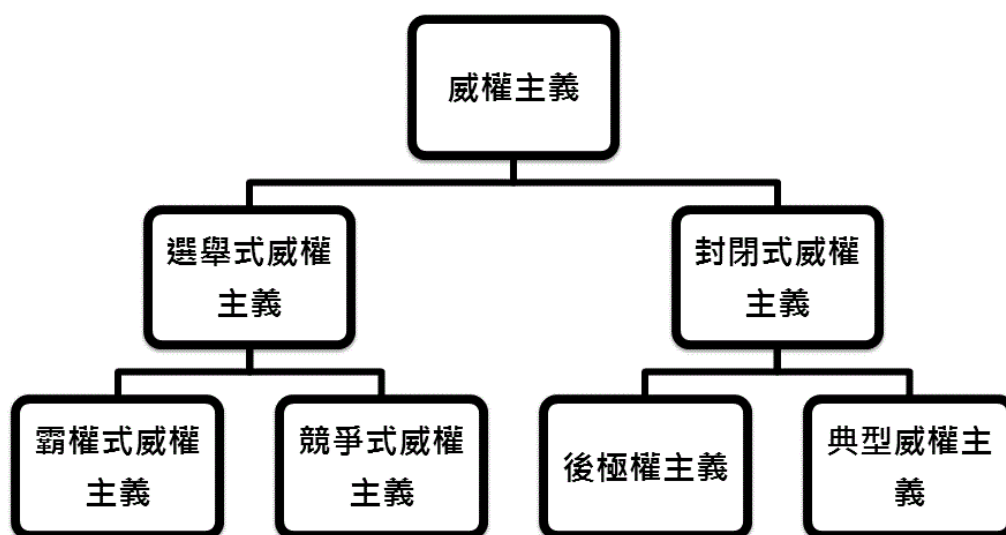 威權主義
選舉式威權
主義
封閉式威權
主義
霸權式威權
主義
競爭式威權
主義
後極權主義
典型威權主
義